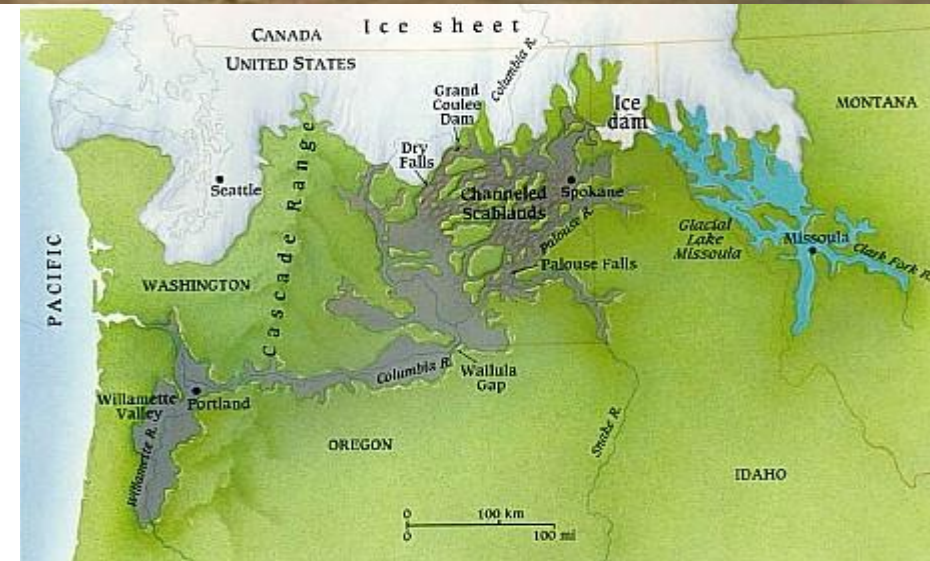 Ice sheet
CANADA
UNITED STATES
Columbia R.
Grand
Coulee
Dam
Ice
dam
MONTANA
Dry
Falls
Seattle
Cascade Range
Channeled
Scablands
Spokane
Palouse R.
Glacial
Lake
Missoula
Missoula
Clark Fork R.
PACIFIC
WASHINGTON
Palouse Falls
Columbia R.
Wallula
Gap
Willamette
Valley
Portland
Willamette R.
OREGON
Snake R.
IDAHO
0 100 km
0 100 mi